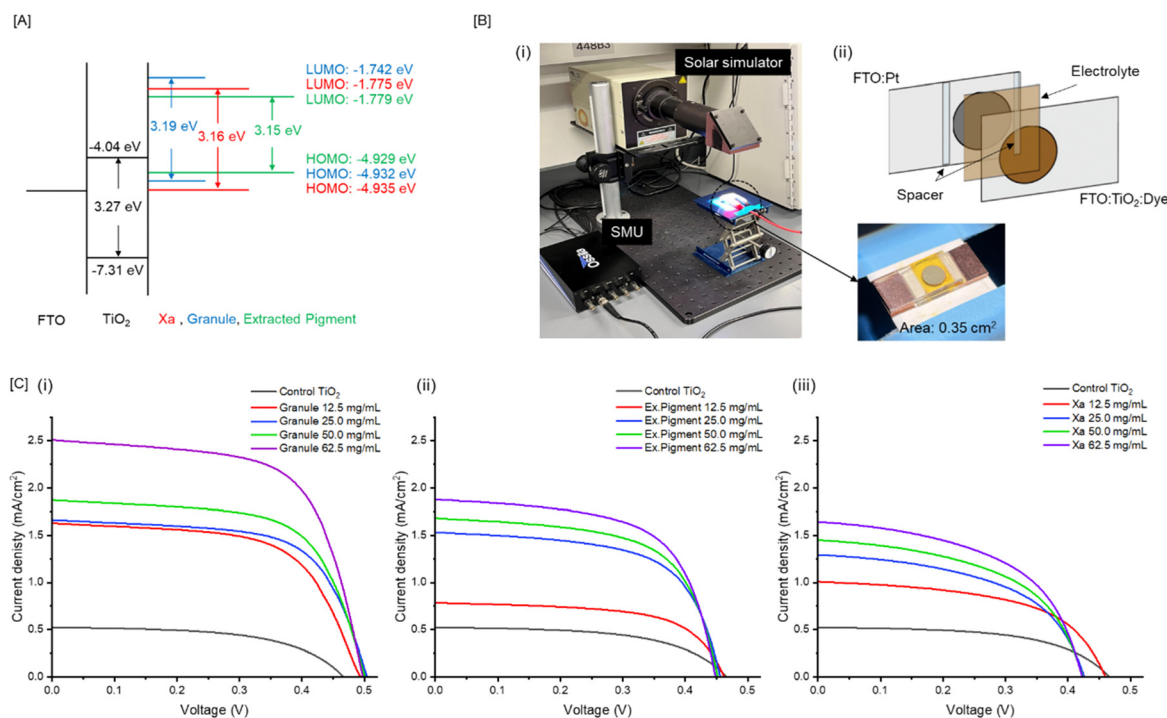 [A]
LUMO: -1.742 eV
LUMO: -1.775 eV
LUMO: -1.779 eV
3.19 eV
3.16 eV
3.15 eV
-4.04 eV
3.27 eV
-7.31 eV
HOMO: -4.929 eV
HOMO: -4.932 eV
HOMO: -4.935 eV
FTO
TiO2
Xa , Granule, Extracted Pigment
[B]
(i)
448B3
Solar simulator
SMU
Ossila
(ii)
FTO:Pt
Electrolyte
Spacer
FTO:TiO2:Dye
Area: 0.35 cm2
[C]
(i)
Control TiO2
Granule 12.5 mg/mL
Granule 25.0 mg/mL
Granule 50.0 mg/mL
Granule 62.5 mg/mL
Current denisty (mA/cm2)
2.5
2.0
1.5
1.0
0.5
0.0
0.0 0.1 0.2 0.3 0.4 0.5
Voltage (V)
(ii)
Control TiO2
Ex.Pigment 12.5 mg/mL
Ex.Pigment 25.0 mg/mL
Ex.Pigment 50.0 mg/mL
Ex.Pigment 62.5 mg/mL
Current density (mA/cm2)
2.5
2.0
1.5
1.0
0.5
0.0
0.0 0.1 0.2 0.3 0.4 0.5
Voltage (V)
(iii)
Control TiO2
Xa 12.5 mg/mL
Xa 25.0 mg/mL
Xa 50.0 mg/mL
Xa 62.5 mg/mL
Current density (mA/cm2)
2.5
2.0
1.5
1.0
0.5
0.0
0.0 0.1 0.2 0.3 0.4 0.5
Voltage (V)